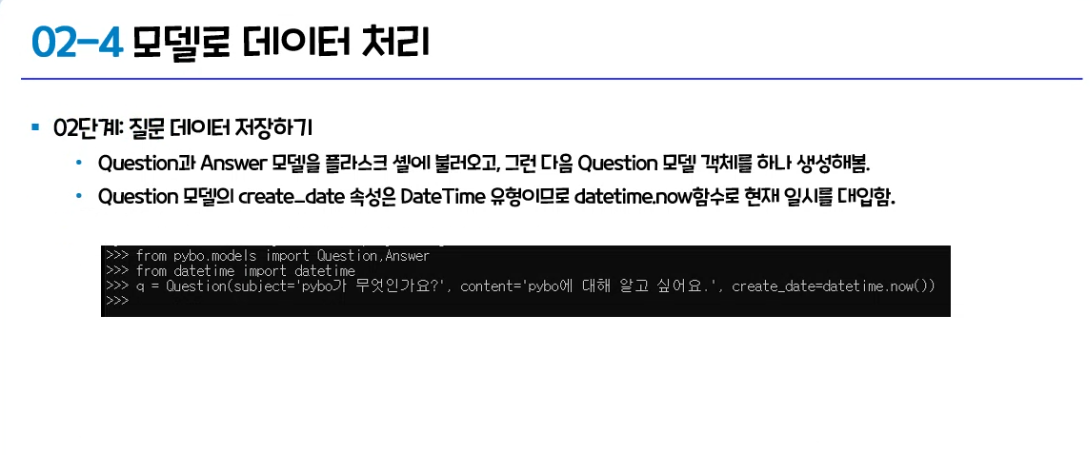 02-4 모델로 데이터 처리
▪ 02단계: 질문 데이터 저장하기
• Question과 Answer 모델을 플라스크 셸에 불러오고, 그런 다음 Question 모델 객체를 하나 생성해봄.
• Question 모델의 create_date 속성은 DateTime 유형이므로 datetime.now함수로 현재 일시를 대입함.
>>> from pybo.models import Question,Answer
>>> from datetime import datetime
>>> q = Question(subject='pybo가 무엇인가요?', content='pybo에 대해 알고 싶어요.', create_date=datetime.now())
>>>